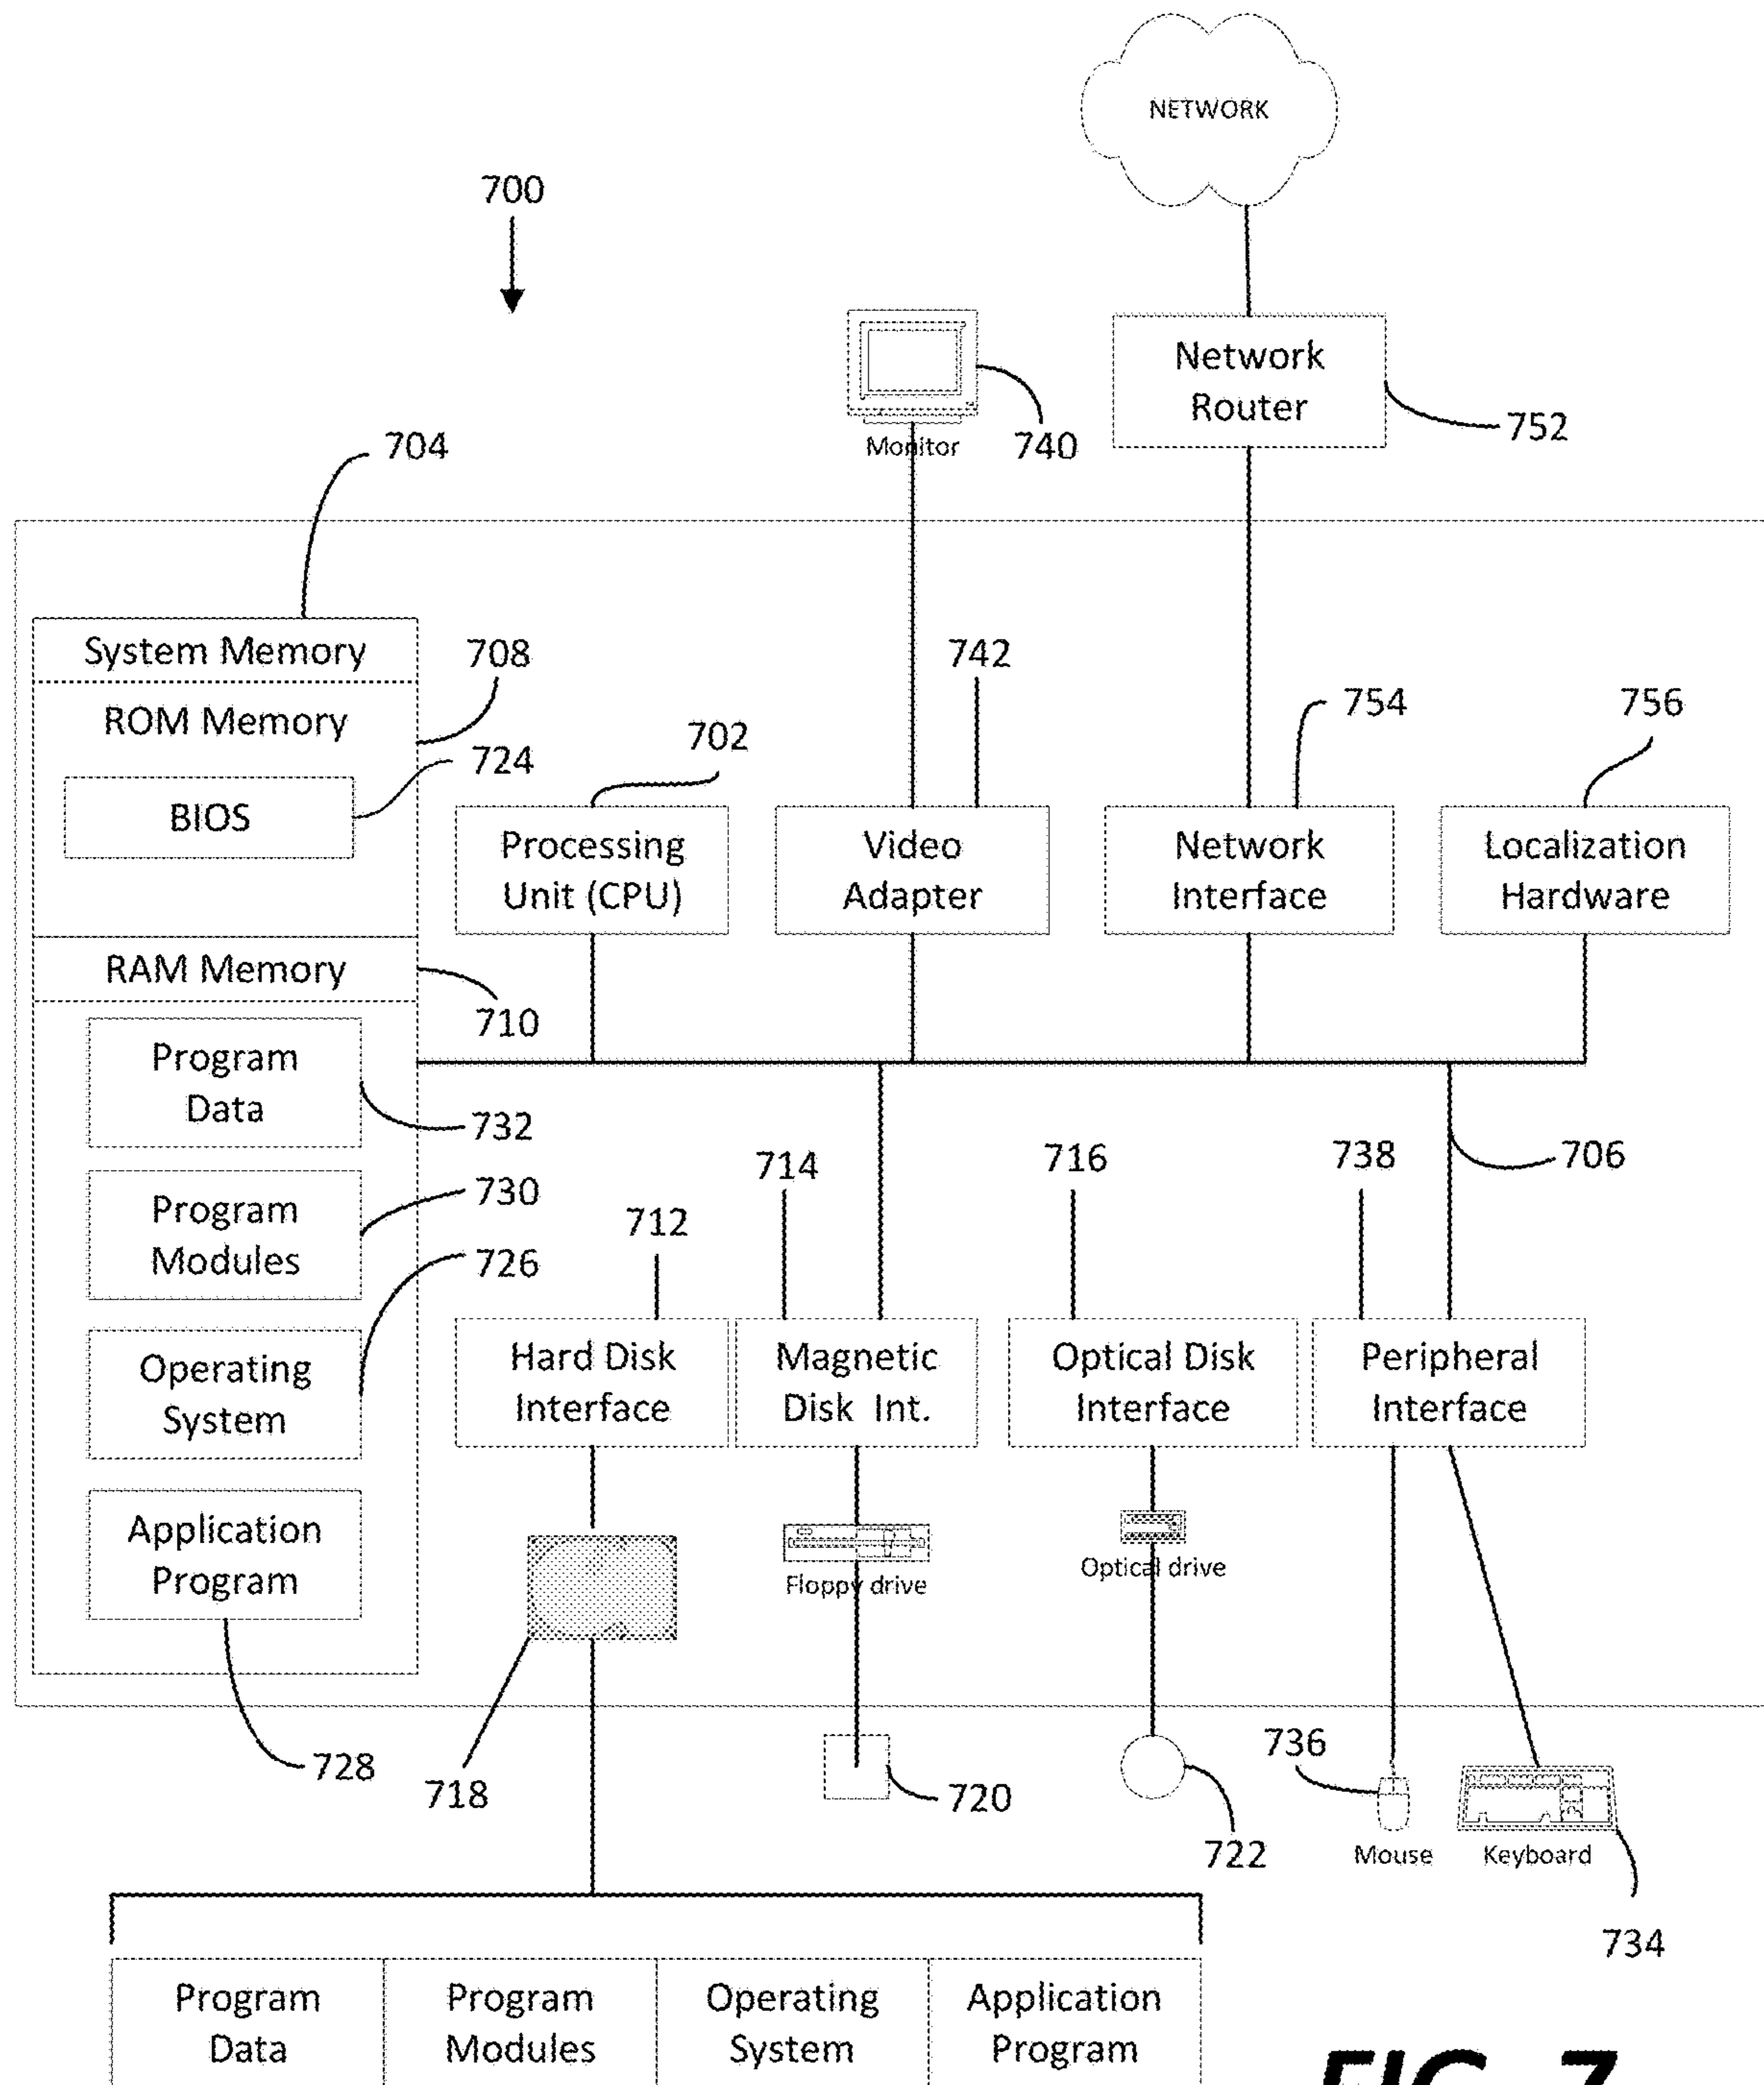 NETWORK
700
Network
Router
752
Monitor
740
704
System Memory
708
742
ROM Memory
754
756
702
724
BIOS
Processing
Unit (CPU)
Video
Adapter
Network
Interface
Localization
Hardware
RAM Memory
710
Program
Data
732
714
716
738
706
730
Program
Modules
712
726
Operating
System
Hard Disk
Interface
Magnetic
Disk Int.
Optical Disk
Interface
Peripheral
Interface
Application
Program
Floppy drive
Optical drive
728
718
720
722
736
Mouse
Keyboard
734
Program
Data
Program
Modules
Operating
System
Application
Program
FIG. 7